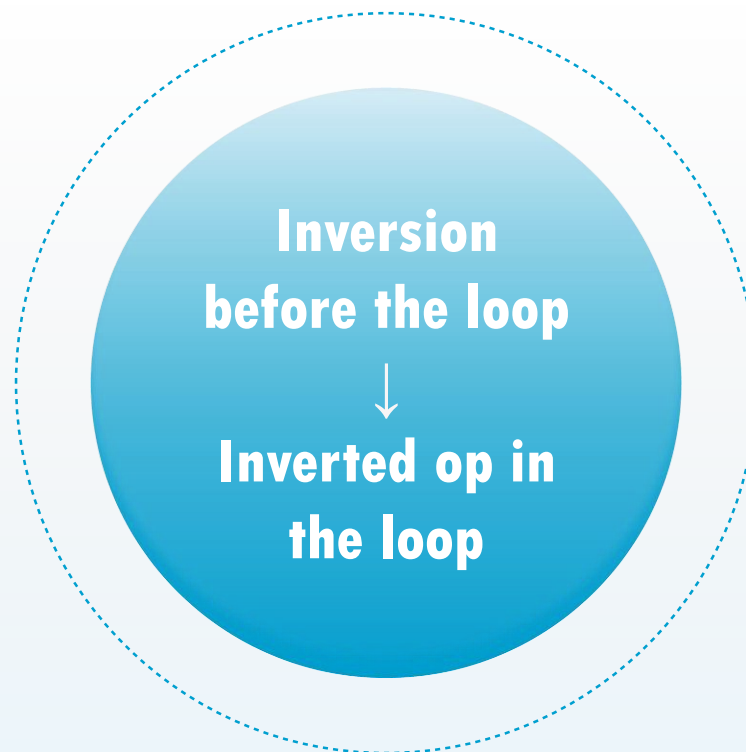 Inversion
before the loop
↓
Inverted op in
the loop